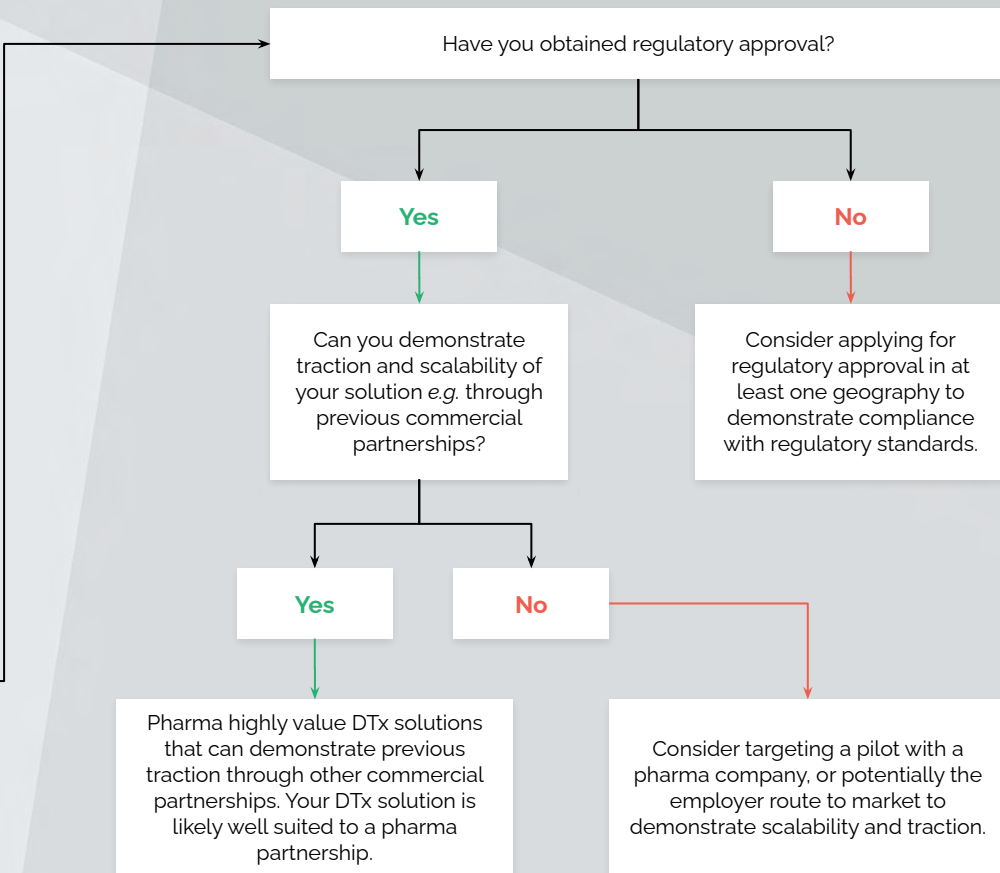 Have you obtained regulatory approval?
Yes
No
Can you demonstrate
traction and scalability of
your solution e.g. through
previous commercial
partnerships?
Consider applying for
regulatory approval in at
least one geography to
demonstrate compliance
with regulatory standards.
Yes
No
Pharma highly value DTx solutions
that can demonstrate previous
traction through other commercial
partnerships. Your DTx solution is
likely well suited to a pharma
partnership.
Consider targeting a pilot with a
pharma company, or potentially the
employer route to market to
demonstrate scalability and traction.